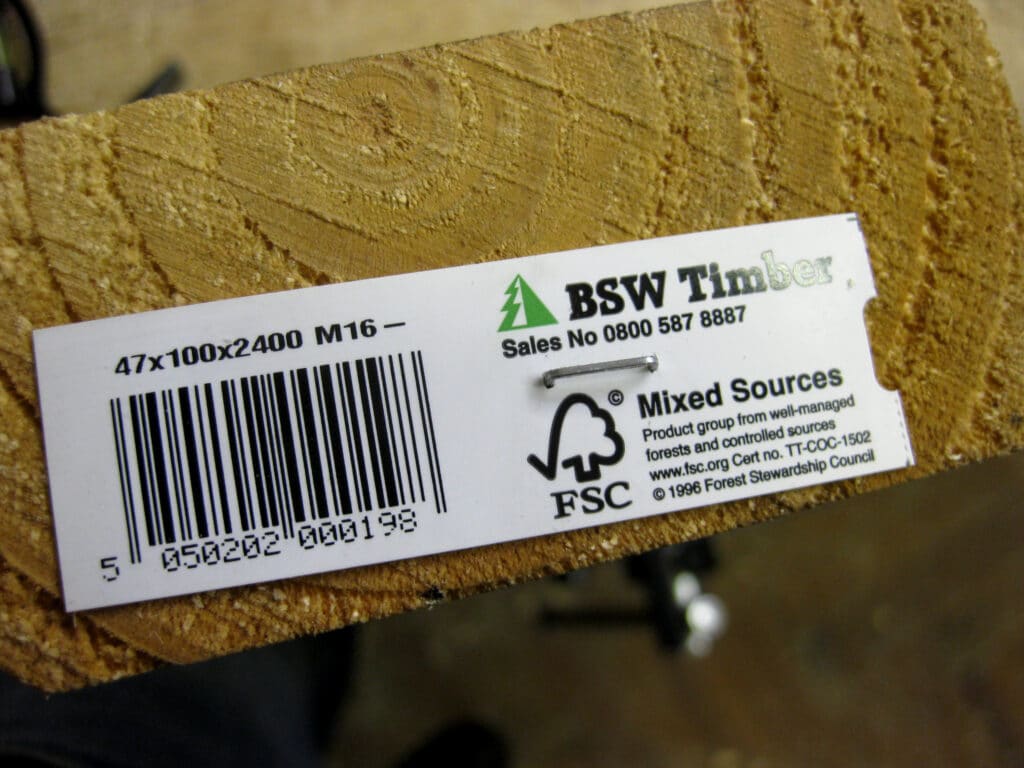 47x100x2400 M16 –
5 050202 000198
BSW Timber
Sales No 0800 587 8887
FSC
©
Mixed Sources
Product group from well-managed
forests and controlled sources
www.fsc.org Cert no. TT-COC-1502
© 1996 Forest Stewardship Council